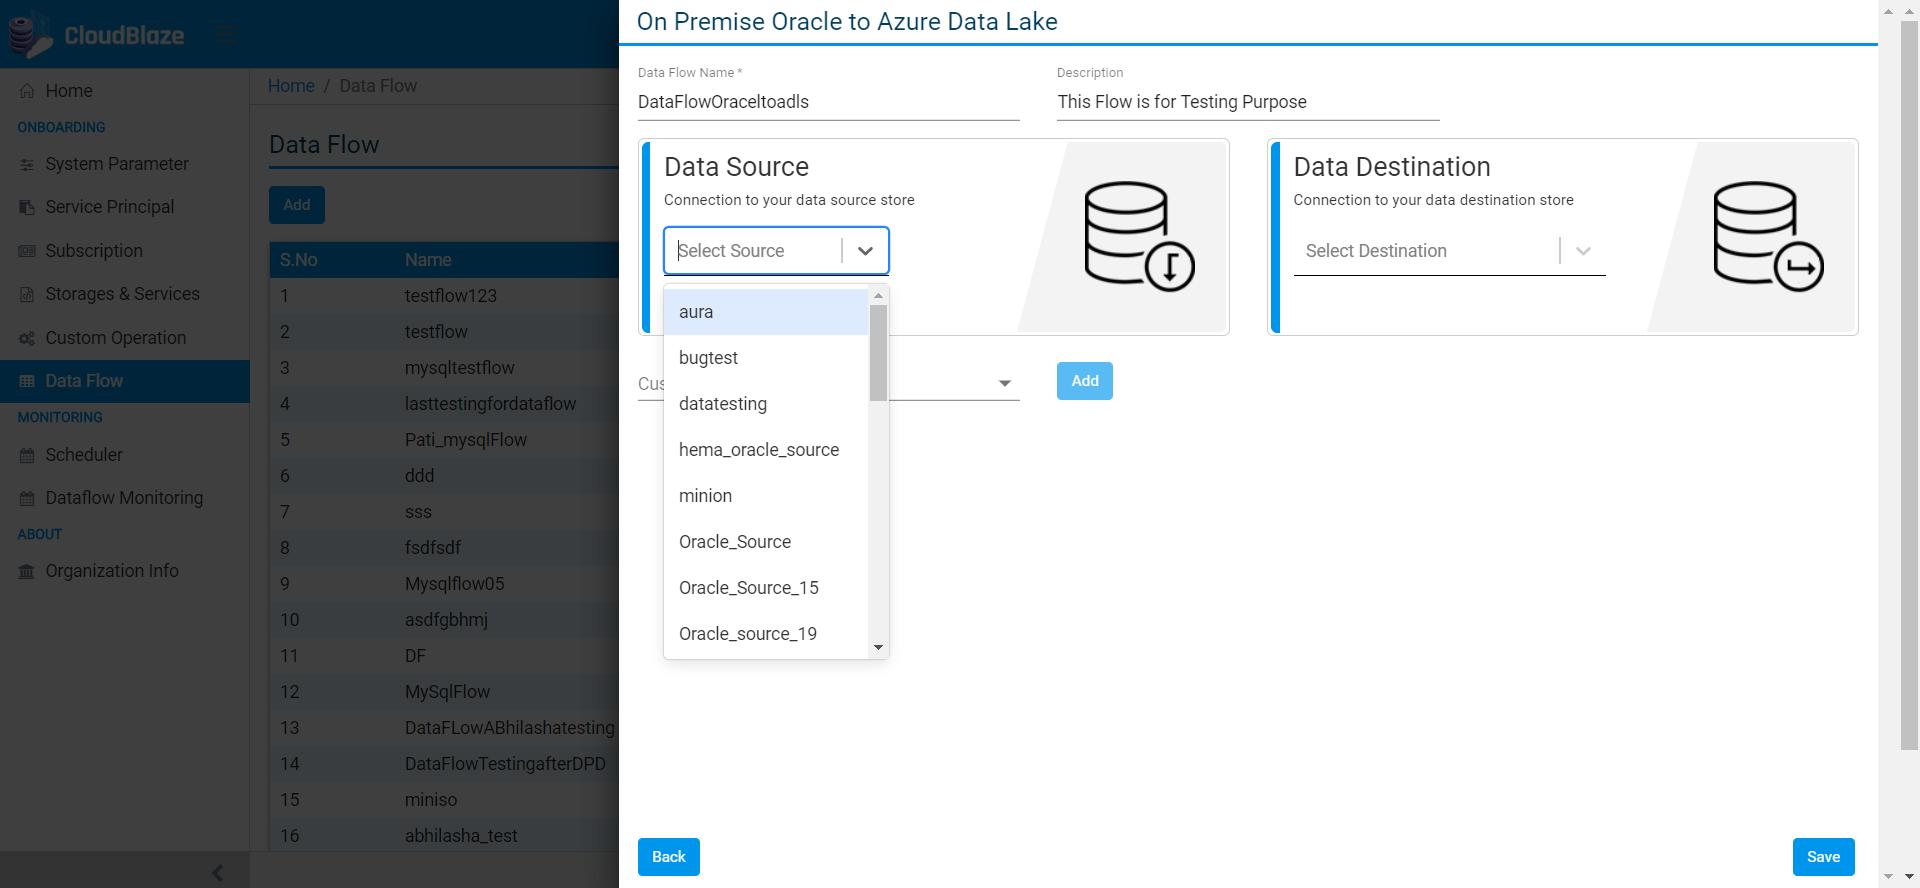 CloudBlaze
Home
ONBOARDING
System Parameter
Service Principal
Subscription
Storages & Services
Custom Operation
Data Flow
MONITORING
Scheduler
Dataflow Monitoring
ABOUT
Organization Info
Home / Data Flow
Data Flow
Add
S.No Name
1 testflow123
2 testflow
3 mysqltestflow
4 lasttestingfordataflow
5 Pati_mysqlFlow
6 ddd
7 sss
8 fsdfsdf
9 Mysqlflow05
10 asdfgbhmj
11 DF
12 MySqlFlow
13 DataFLowABhilashatesting
14 DataFlowTestingafterDPD
15 miniso
16 abhilasha_test
On Premise Oracle to Azure Data Lake
Data Flow Name *
DataFlowOraceltoadls
Description
This Flow is for Testing Purpose
Data Source
Connection to your data source store
Select Source
aura
bugtest
datatesting
hema_oracle_source
minion
Oracle_Source
Oracle_Source_15
Oracle_source_19
Data Destination
Connection to your data destination store
Select Destination
Cus
Add
Back
Save